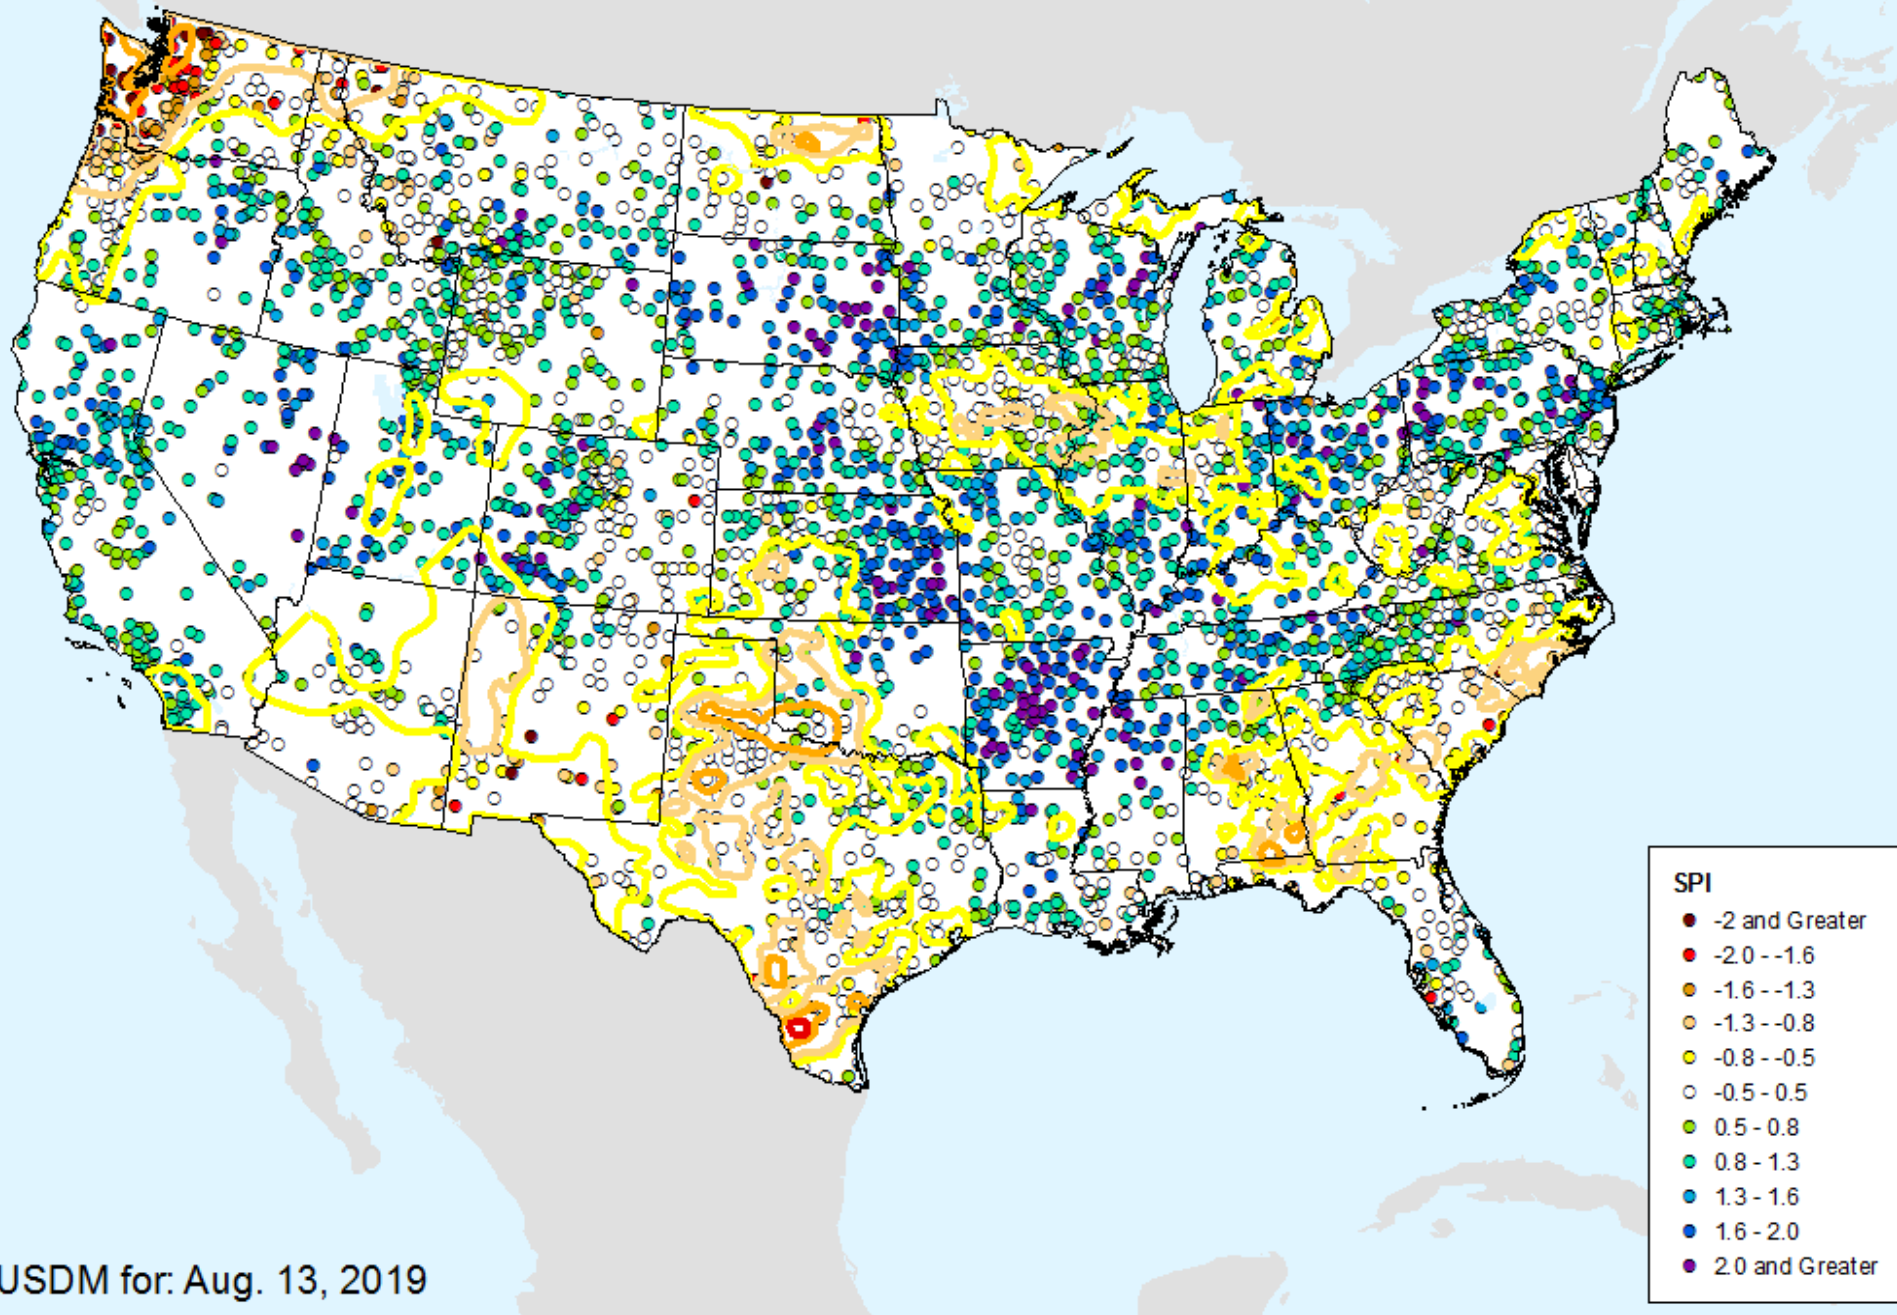 SPI
-2 and Greater
-2.0 - -1.6
-1.6 - -1.3
-1.3 - -0.8
-0.8 - -0.5
-0.5 - 0.5
0.5 - 0.8
0.8 - 1.3
1.3 - 1.6
1.6 - 2.0
2.0 and Greater
USDM for: Aug. 13, 2019